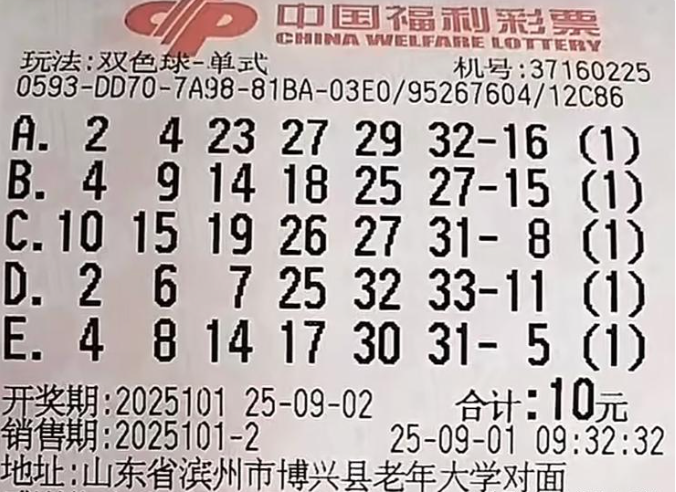 中国福利彩票
CHINA WELFARE LOTTERY
玩法:双色球-单式 机号:37160225
0593-DD70-7A98-81BA-03E0/95267604/12C86
A. 2 4 23 27 29 32-16 (1)
B. 4 9 14 18 25 27-15 (1)
C. 10 15 19 26 27 31- 8 (1)
D. 2 6 7 25 32 33-11 (1)
E. 4 8 14 17 30 31- 5 (1)
开奖期:2025101 25-09-02 合计:10元
销售期:2025101-2 25-09-01 09:32:32
地址:山东省滨州市博兴县老年大学对面